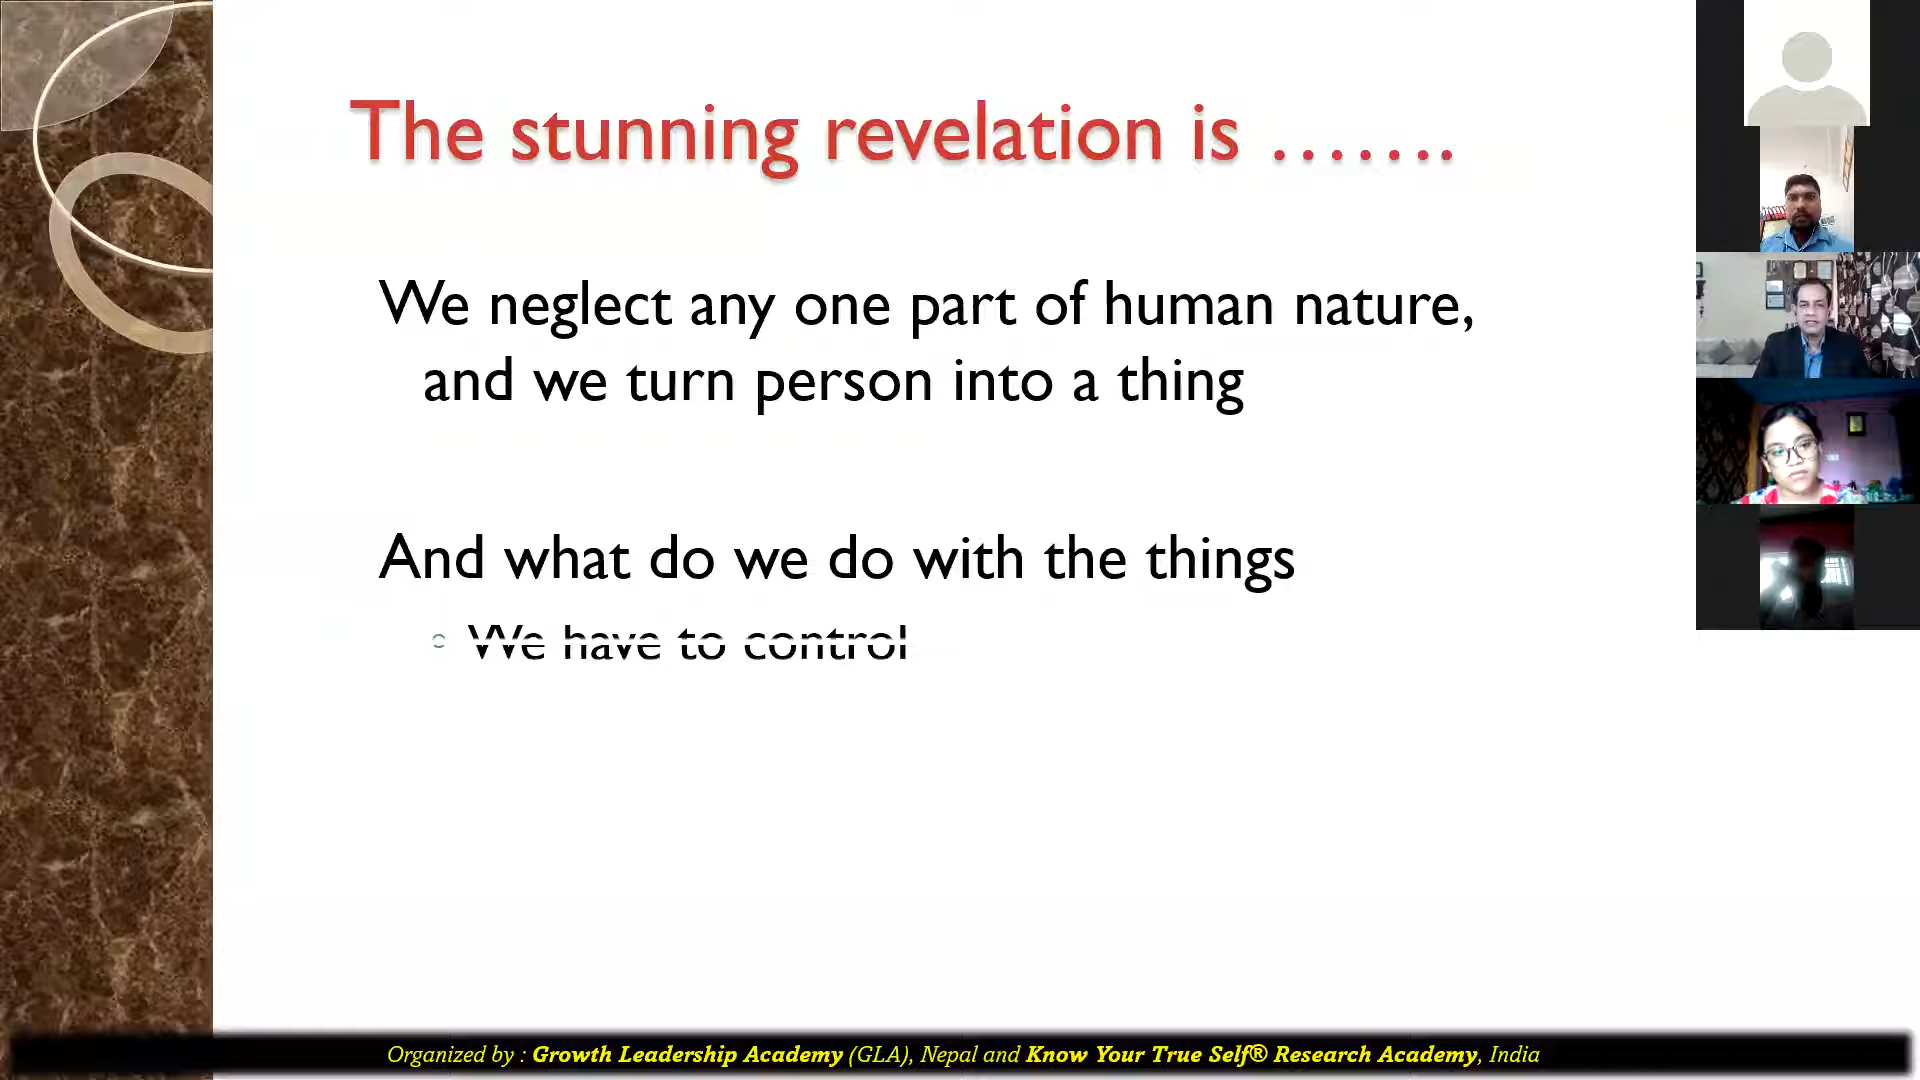 The stunning revelation is .......
We neglect any one part of human nature,
and we turn person into a thing
And what do we do with the things
We have to control
Organized by : Growth Leadership Academy (GLA), Nepal and Know Your True Self® Research Academy, India